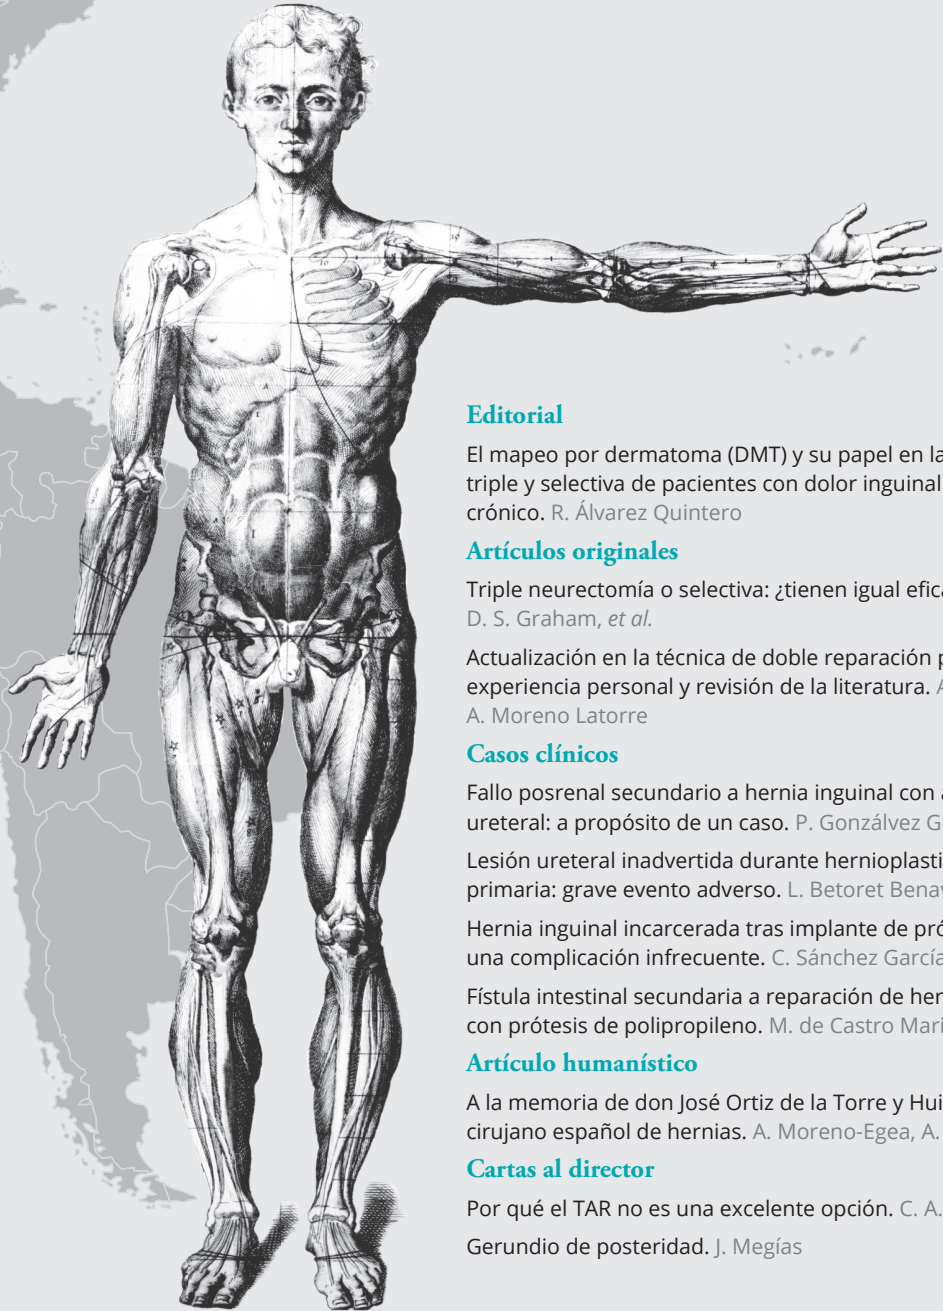 Editorial
El mapeo por dermatoma (DMT) y su papel en la
triple y selectiva de pacientes con dolor inguinal
crónico. R. Álvarez Quintero
Artículos originales
Triple neurectomía o selectiva: ¿tienen igual efica
D. S. Graham, et al.
Actualización en la técnica de doble reparación p
experiencia personal y revisión de la literatura. A
A. Moreno Latorre
Casos clínicos
Fallo posrenal secundario a hernia inguinal con a
ureteral: a propósito de un caso. P. Gonzálvez G
Lesión ureteral inadvertida durante hernioplasti
primaria: grave evento adverso. L. Betoret Benav
Hernia inguinal incarcerada tras implante de pró
una complicación infrecuente. C. Sánchez García
Fístula intestinal secundaria a reparación de her
con prótesis de polipropileno. M. de Castro Mari
Artículo humanístico
A la memoria de don José Ortiz de la Torre y Hui
cirujano español de hernias. A. Moreno-Egea, A.
Cartas al director
Por qué el TAR no es una excelente opción. C. A.
Gerundio de posteridad. J. Megías